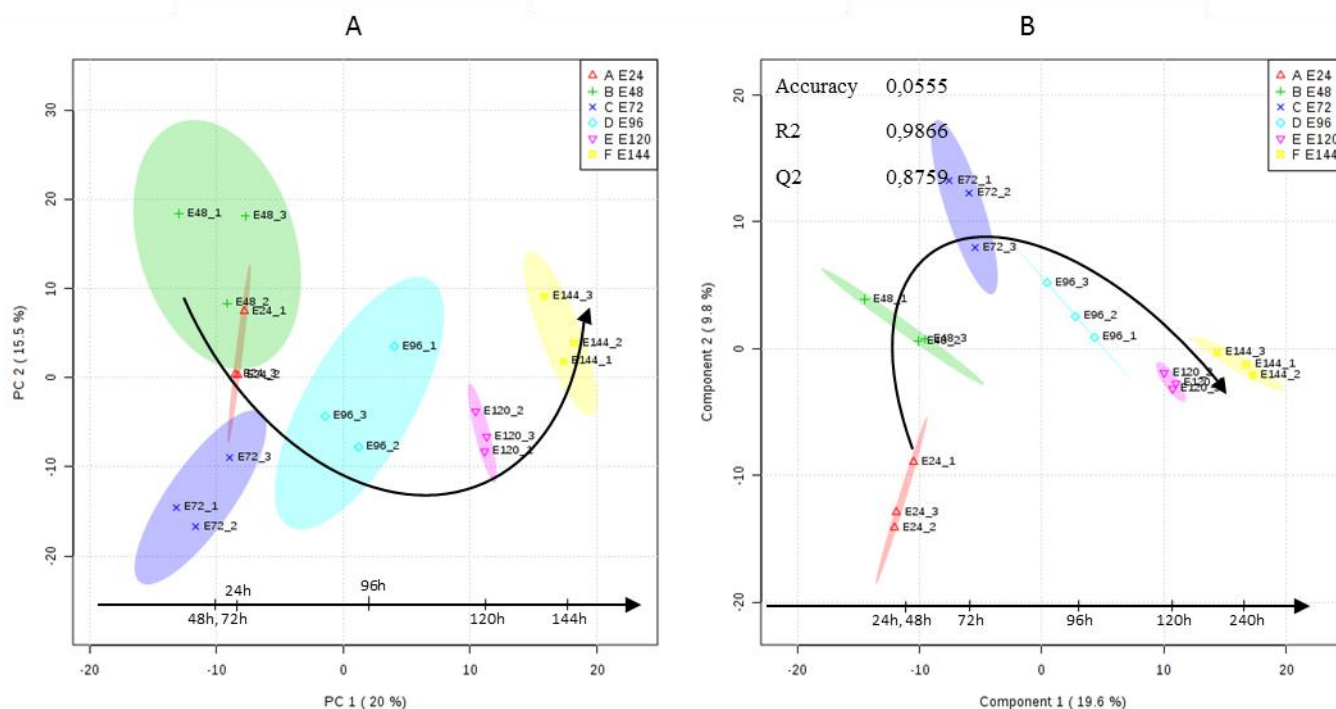 A
B
A E24
B E48
C E72
D E96
E E120
F E144
30
20
10
0
-10
-20
PC 2 ( 15.5 %)
E48_1
E48_3
E48_2
E24_1
E24_2
E72_3
E72_1
E72_2
E96_1
E96_3
E96_2
E144_3
E144_2
E144_1
E120_2
E120_3
E120_1
24h
96h
48h, 72h
120h
144h
-20
-10
0
10
20
PC 1 ( 20 %)
Accuracy 0,0555
R2 0,9866
Q2 0,8759
A E24
B E48
C E72
D E96
E E120
F E144
20
10
0
-10
-20
Component 2 ( 9.8 %)
E72_1
E72_2
E72_3
E48_1
E48_3
E96_3
E96_2
E96_1
E144_3
E144_1
E144_2
E120_2
E24_1
E24_3
E24_2
24h, 48h
72h
96h
120h
240h
-20
-10
0
10
20
Component 1 ( 19.6 %)